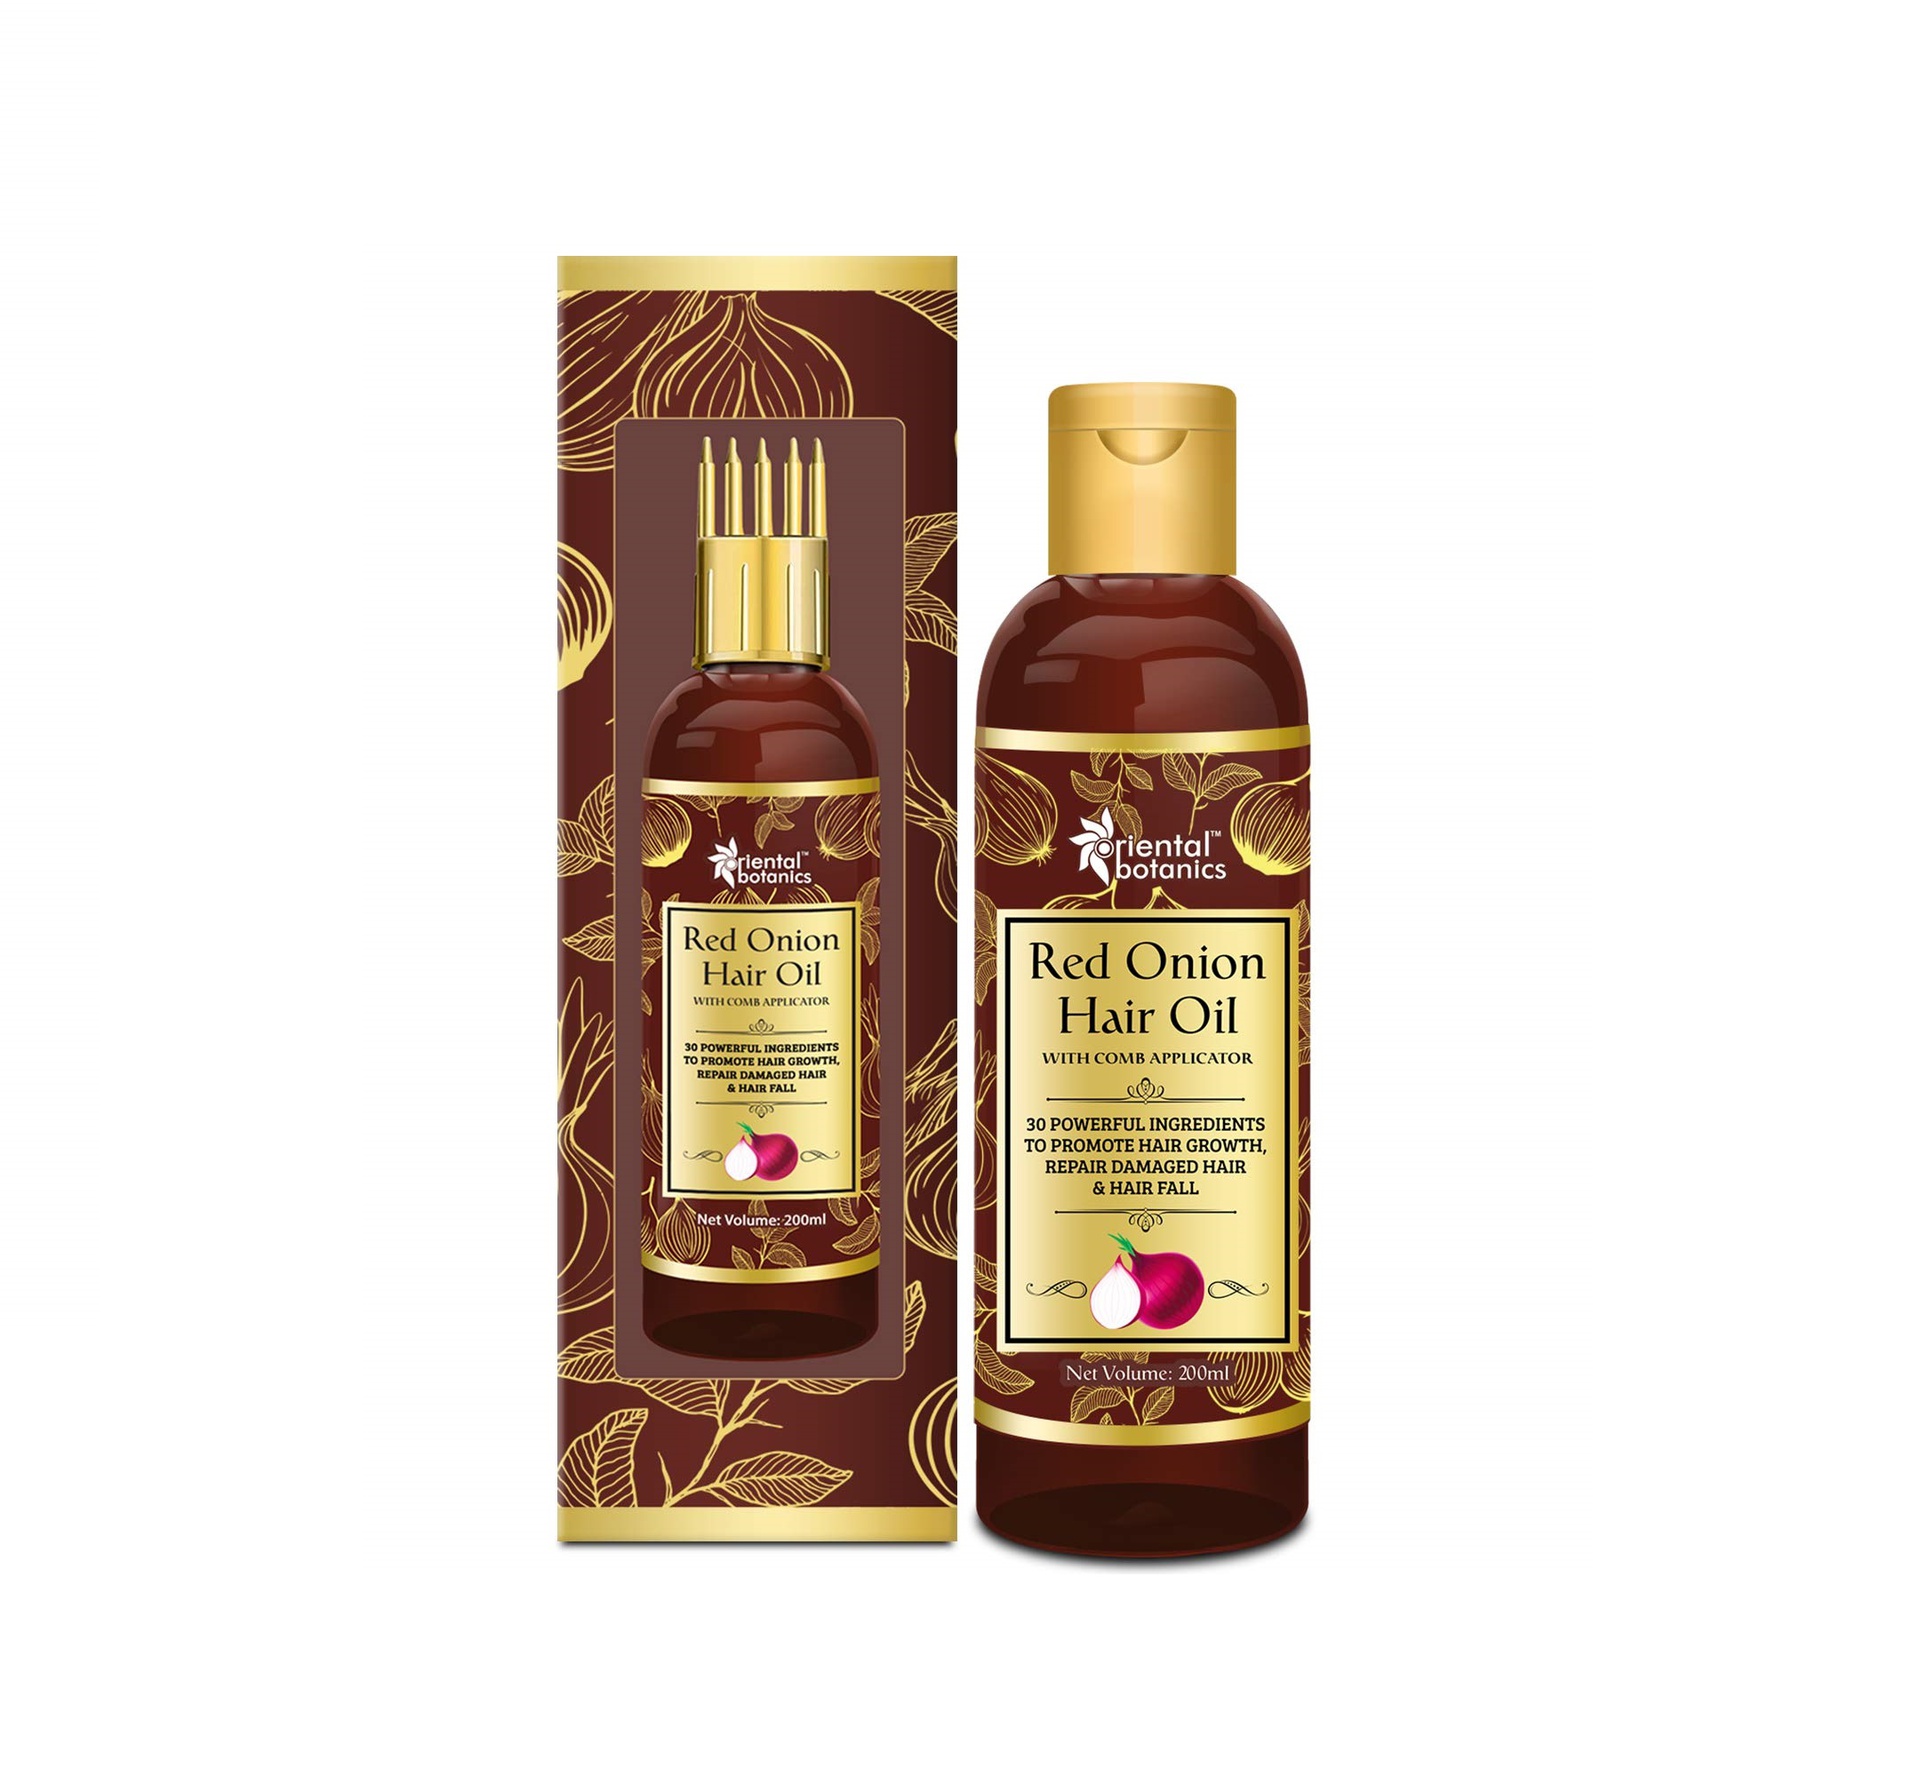 riental™
botanics
Red Onion
Hair Oil
WITH COMB APPLICATOR
30 POWERFUL INGREDIENTS
TO PROMOTE HAIR GROWTH,
REPAIR DAMAGED HAIR
& HAIR FALL
Net Volume: 200ml
riental™
botanics
Red Onion
Hair Oil
WITH COMB APPLICATOR
30 POWERFUL INGREDIENTS
TO PROMOTE HAIR GROWTH,
REPAIR DAMAGED HAIR
& HAIR FALL
Net Volume: 200ml